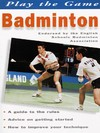 Play the Game
Badminton
Endorsed by the English
Schools Badminton
Association
• A guide to the rules
• Advice on getting started
• How to improve your technique